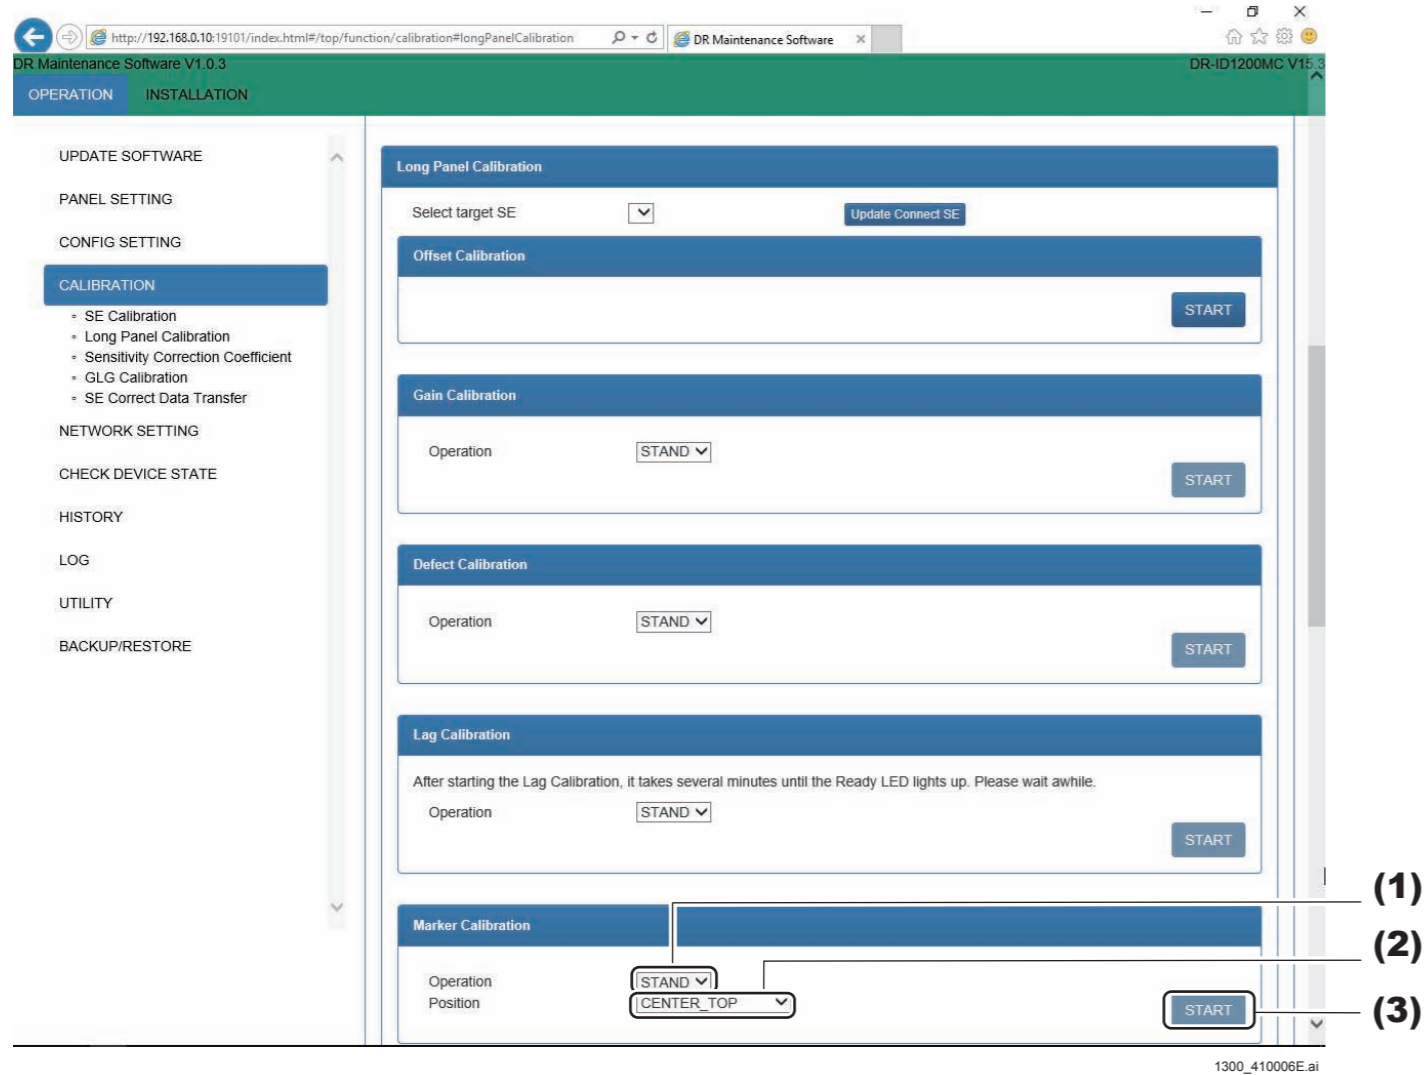 http://192.168.0.10:19101/index.html#/top/function/calibration#longPanelCalibration
DR Maintenance Software
DR Maintenance Software V1.0.3
DR-ID1200MC V15.3
OPERATION INSTALLATION
UPDATE SOFTWARE
PANEL SETTING
CONFIG SETTING
CALIBRATION
SE Calibration
Long Panel Calibration
Sensitivity Correction Coefficient
GLG Calibration
SE Correct Data Transfer
NETWORK SETTING
CHECK DEVICE STATE
HISTORY
LOG
UTILITY
BACKUP/RESTORE
Long Panel Calibration
Select target SE
Update Connect SE
Offset Calibration
START
Gain Calibration
Operation STAND
START
Defect Calibration
Operation STAND
START
Lag Calibration
After starting the Lag Calibration, it takes several minutes until the Ready LED lights up. Please wait awhile.
Operation STAND
START
(1)
Marker Calibration
(2)
Operation STAND
Position CENTER_TOP
START
(3)
1300_410006E.ai